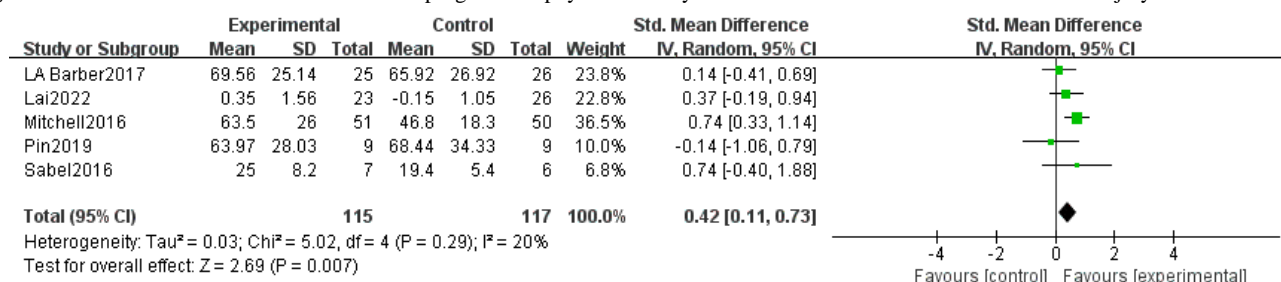 Experimental Control Std. Mean Difference Std. Mean Difference
Study or Subgroup Mean SD Total Mean SD Total Weight IV, Random, 95% CI IV, Random, 95% CI
LA Barber2017 69.56 25.14 25 65.92 26.92 26 23.8% 0.14 [-0.41, 0.69]
Lai2022 0.35 1.56 23 -0.15 1.05 26 22.8% 0.37 [-0.19, 0.94]
Mitchell2016 63.5 26 51 46.8 18.3 50 36.5% 0.74 [0.33, 1.14]
Pin2019 63.97 28.03 9 68.44 34.33 9 10.0% -0.14 [-1.06, 0.79]
Sabel2016 25 8.2 7 19.4 5.4 6 6.8% 0.74 [-0.40, 1.88]
Total (95% CI) 115 117 100.0% 0.42 [0.11, 0.73]
Heterogeneity: Tau² = 0.03; Chi² = 5.02, df = 4 (P = 0.29); I² = 20%
Test for overall effect: Z = 2.69 (P = 0.007)
-4 -2 0 2 4
Favours [control] Favours [experimental]